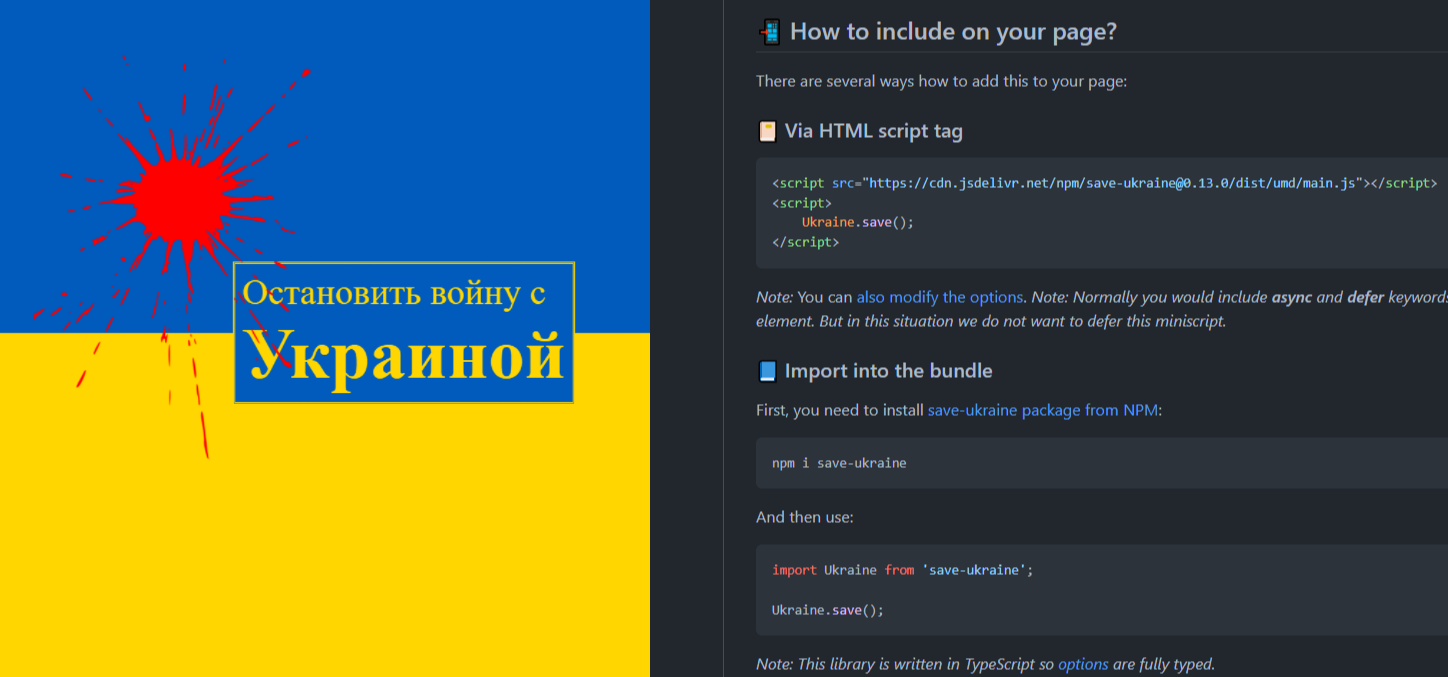 Остановить войну с
Украиной
How to include on your page?
There are several ways how to add this to your page:
Via HTML script tag
<script src="https://cdn.jsdelivr.net/npm/save-ukraine@0.13.0/dist/umd/main.js"></script>
<script>
Ukraine.save();
</script>
Note: You can also modify the options. Note: Normally you would include async and defer keywords
element. But in this situation we do not want to defer this miniscript.
Import into the bundle
First, you need to install save-ukraine package from NPM:
npm i save-ukraine
And then use:
import Ukraine from 'save-ukraine';
Ukraine.save();
Note: This library is written in TypeScript so options are fully typed.